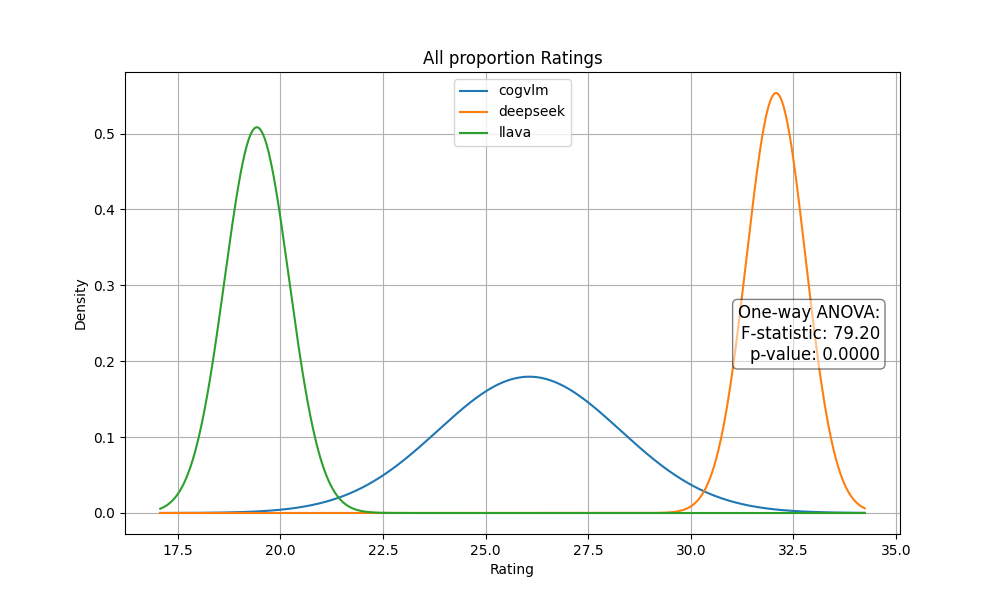 All proportion Ratings
cogvlm
deepseek
llava
Density
0.5
0.4
0.3
0.2
0.1
0.0
One-way ANOVA:
F-statistic: 79.20
p-value: 0.0000
17.5 20.0 22.5 25.0 27.5 30.0 32.5 35.0
Rating